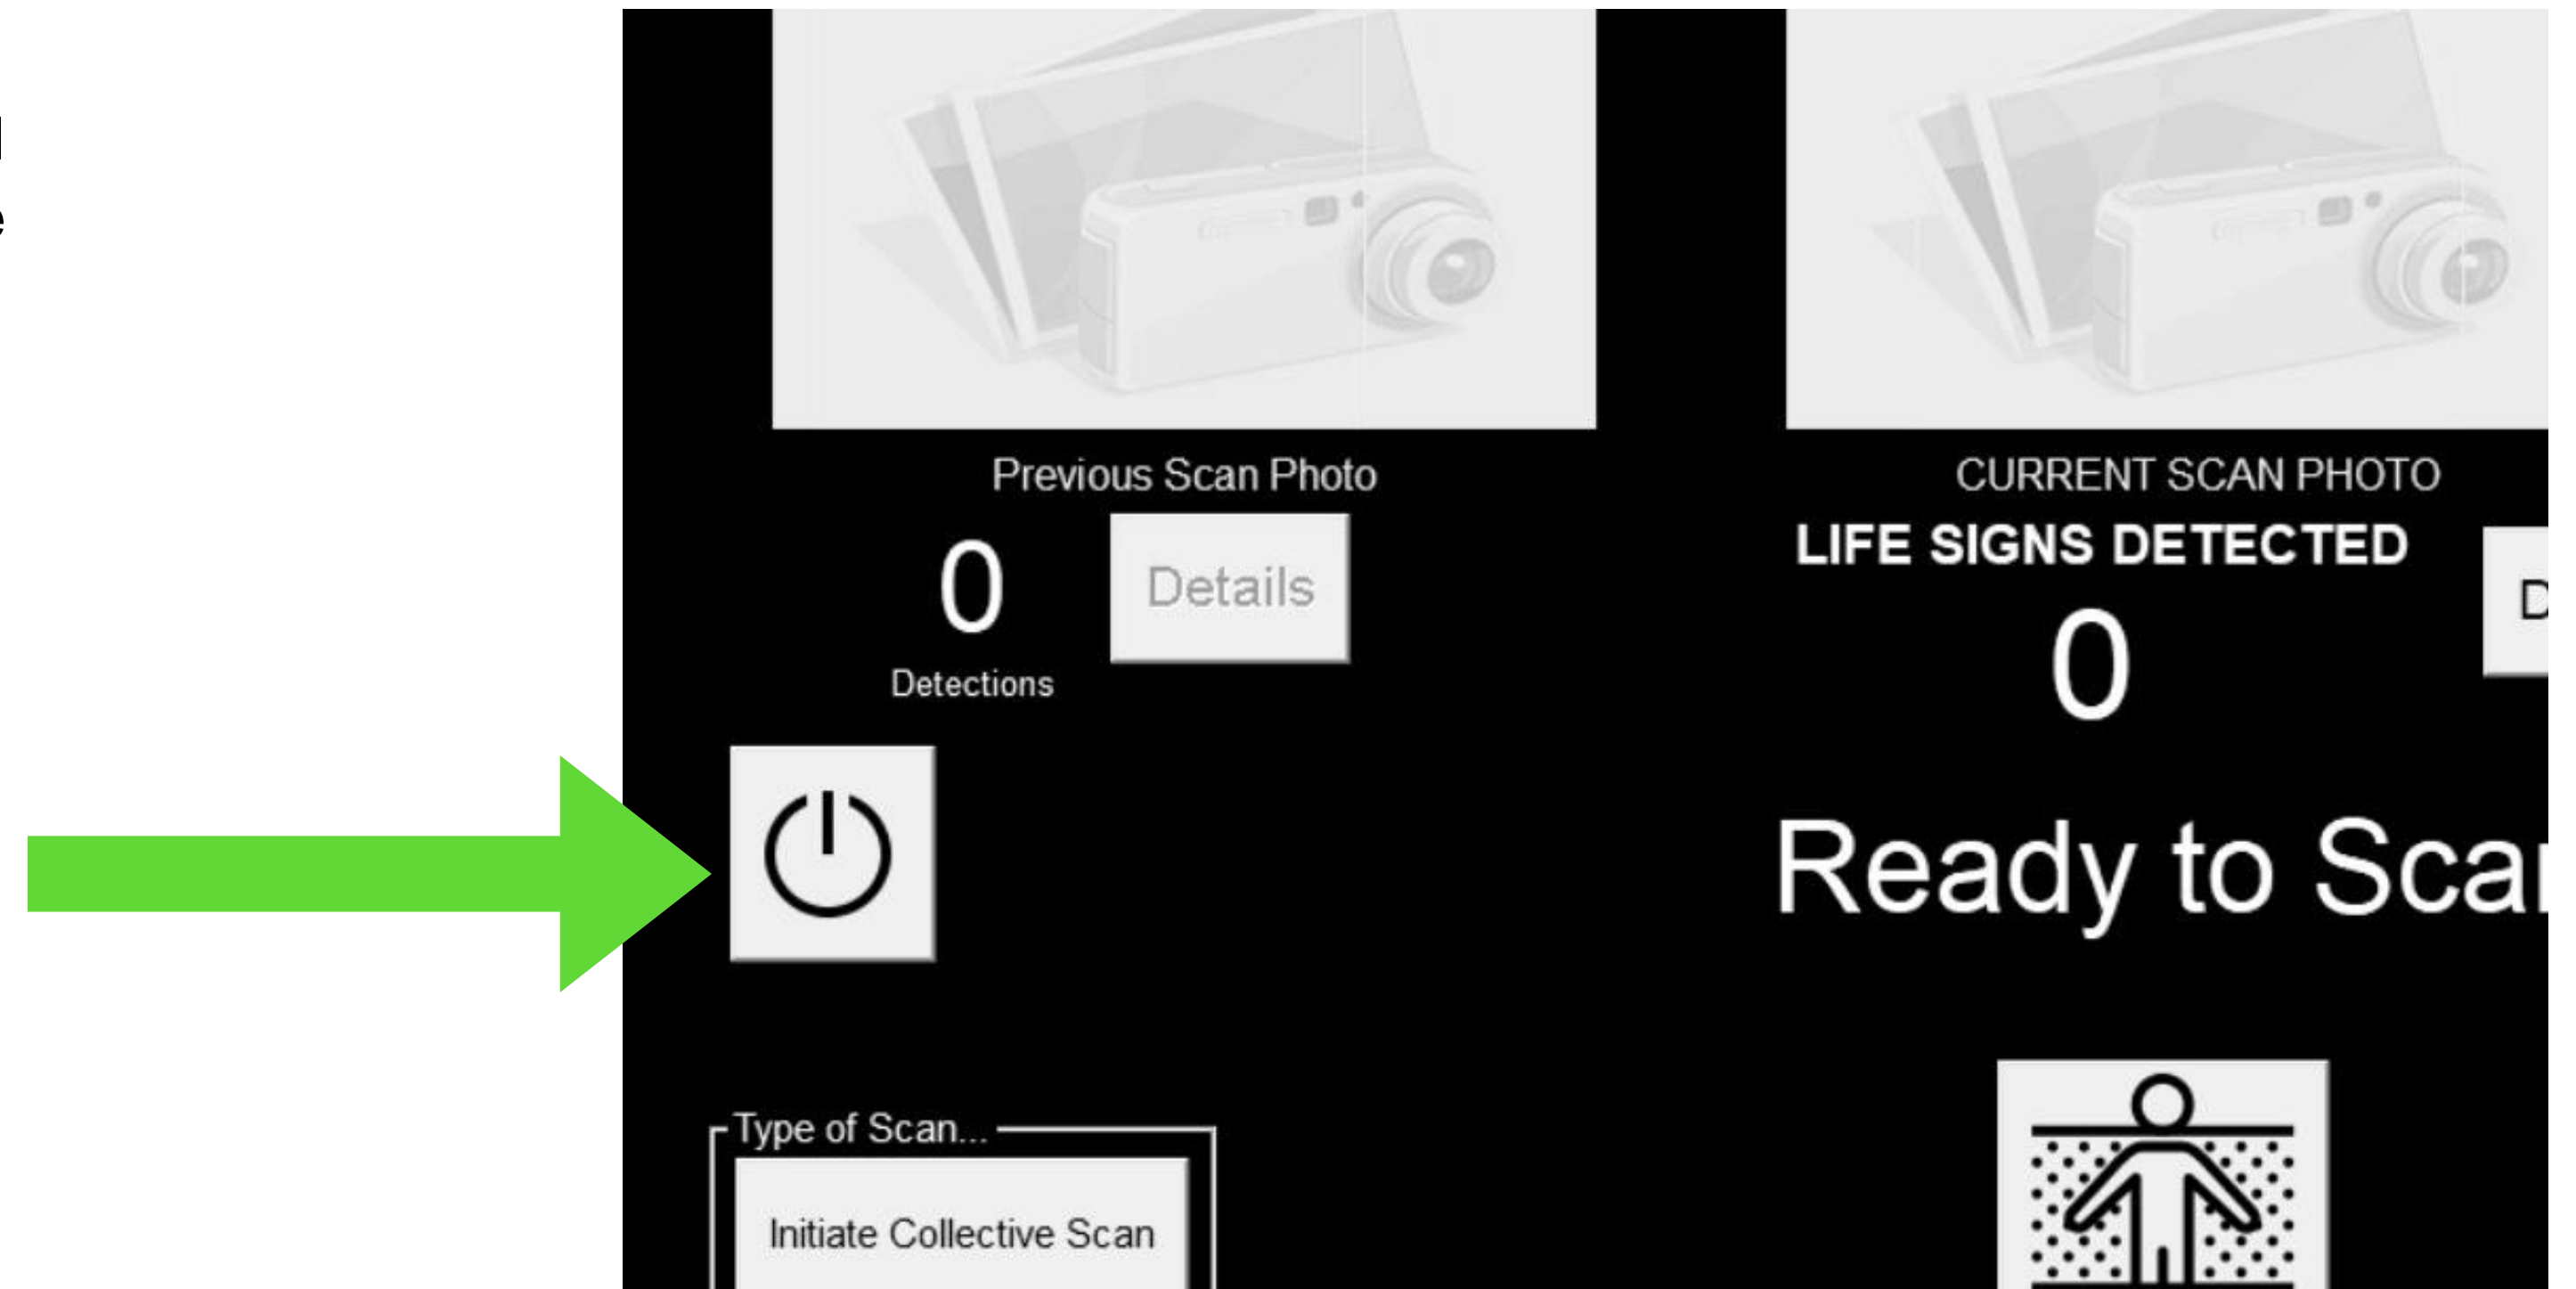 Previous Scan Photo
CURRENT SCAN PHOTO
LIFE SIGNS DETECTED
0
Details
0
Detections
Ready to
Type of Scan...
Initiate Collective Scan